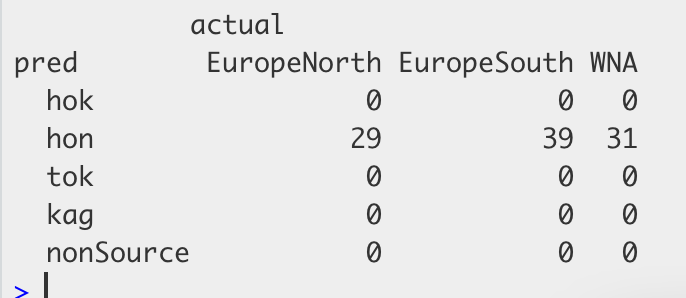 actual
pred EuropeNorth EuropeSouth WNA
hok 0 0 0
hon 29 39 31
tok 0 0 0
kag 0 0 0
nonSource 0 0 0
>